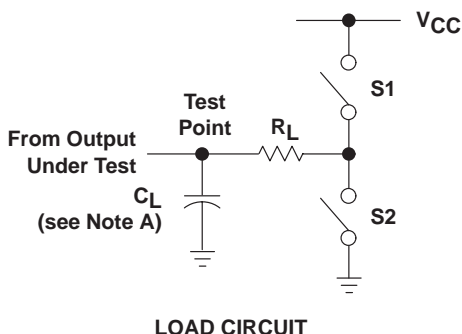 VCC
S1
Test
Point
RL
From Output
Under Test
CL
(see Note A)
S2
LOAD CIRCUIT